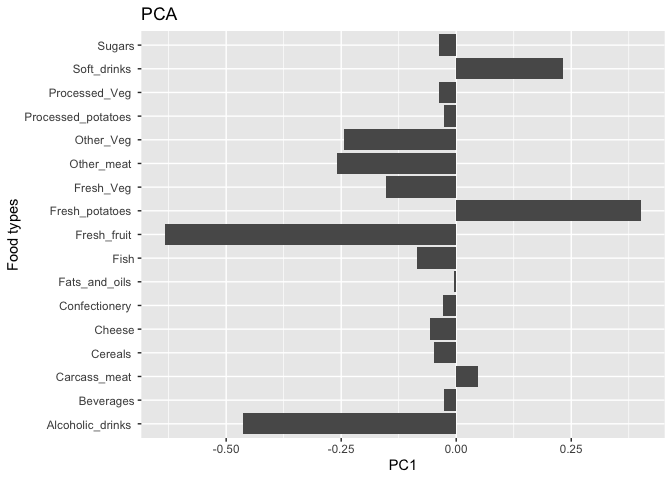 PCA
Food types
Sugars
Soft_drinks
Processed_Veg
Processed_potatoes
Other_Veg
Other_meat
Fresh_Veg
Fresh_potatoes
Fresh_fruit
Fish
Fats_and_oils
Confectionery
Cheese
Cereals
Carcass_meat
Beverages
Alcoholic_drinks
-0.50 -0.25 0.00 0.25
PC1